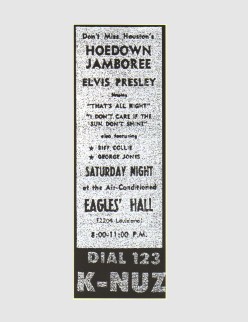 Don't Miss Houston's
HOEDOWN
JAMBOREE
ELVIS PRESLEY
"THAT'S ALL RIGHT"
"I DON'T CARE IF THE
SUN DON'T SHINE"
also featuring
★ BIFF COLLIE
★ GEORGE JONES
SATURDAY NIGHT
at the Air-Conditioned
EAGLES' HALL
(2204 Louisiana)
8:00-11:00 P.M.
DIAL 123
K-NUZ